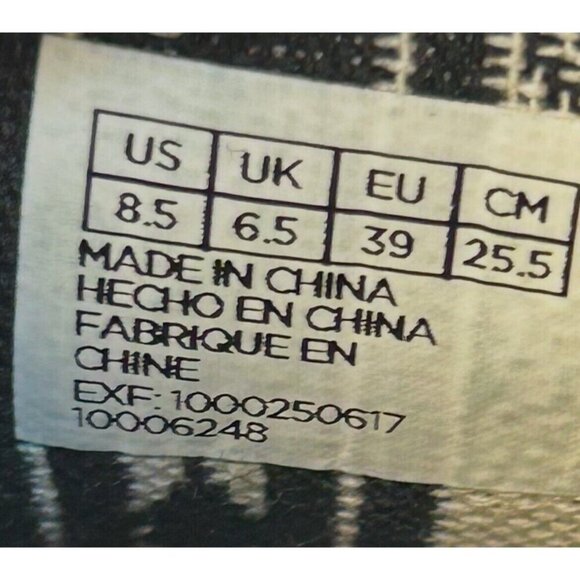 US UK EU CM
8.5 6.5 39 25.5
MADE IN CHINA
HECHO EN CHINA
FABRIQUE EN
CHINE
EXF: 1000250617
10006248